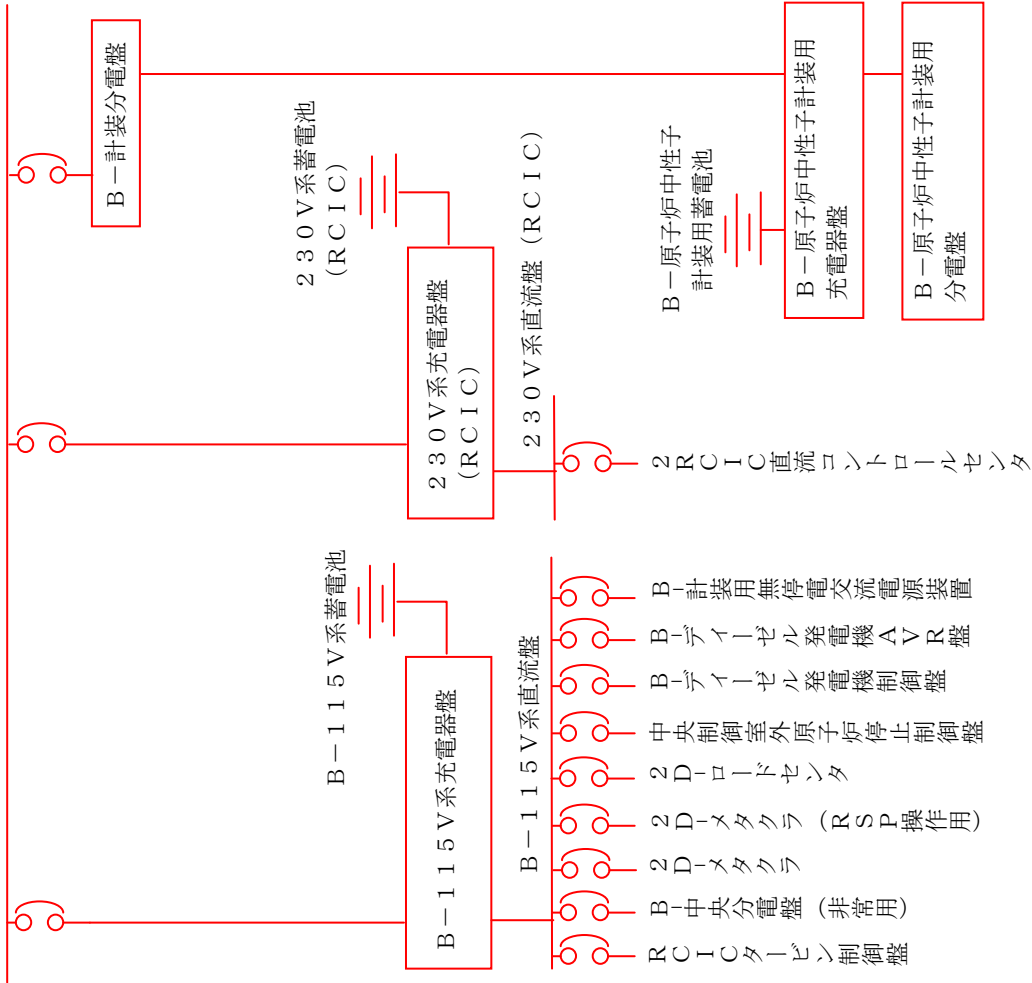 B－計装分電盤
230V系蓄電池
(RCIC)
230V系充電器盤
(RCIC)
230V系直流盤 (RCIC)
2RCIC直流コントロールセンタ
B－原子炉中性子
計装用蓄電池
B－原子炉中性子計装用
充電器盤
B－原子炉中性子計装用
分電盤
B－115V系蓄電池
B－115V系充電器盤
B－115V系直流盤
B-計装用無停電交流電源装置
B-ディーゼル発電機AVR盤
B-ディーゼル発電機制御盤
中央制御室外原子炉停止制御盤
2D-ロードセンタ
2D-メタクラ (RSP操作用)
2D-メタクラ
B-中央分電盤 (非常用)
RCICタービン制御盤